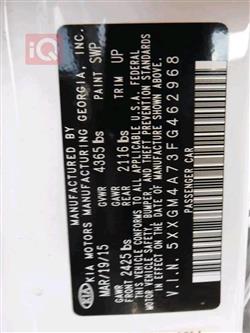 iQ
KIA KIA MOTORS MANUFACTURING GEORGIA, INC.
MAR/19/15 GVWR 4365 lbs PAINT SWP
GAWR FRONT 2425 lbs GAWR REAR 2116 lbs TRIM UP
THIS VEHICLE CONFORMS TO ALL APPLICABLE U.S.A. FEDERAL
MOTOR VEHICLE SAFETY, BUMPER, AND THEFT PREVENTION STANDARDS
IN EFFECT ON THE DATE OF MANUFACTURE SHOWN ABOVE.
V.I.N. 5XXGM4A73FG462968
PASSENGER CAR